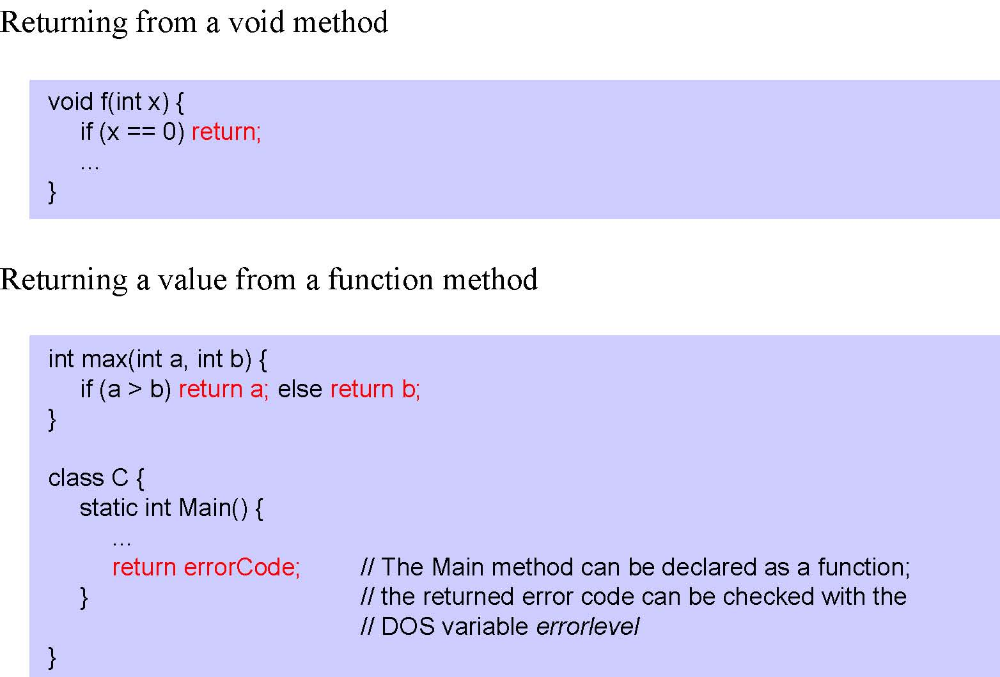 Returning from a void method
void f(int x) {
if (x == 0) return;
...
}
Returning a value from a function method
int max(int a, int b) {
if (a > b) return a; else return b;
}
class C {
static int Main() {
...
return errorCode; // The Main method can be declared as a function;
} // the returned error code can be checked with the
// DOS variable errorlevel
}